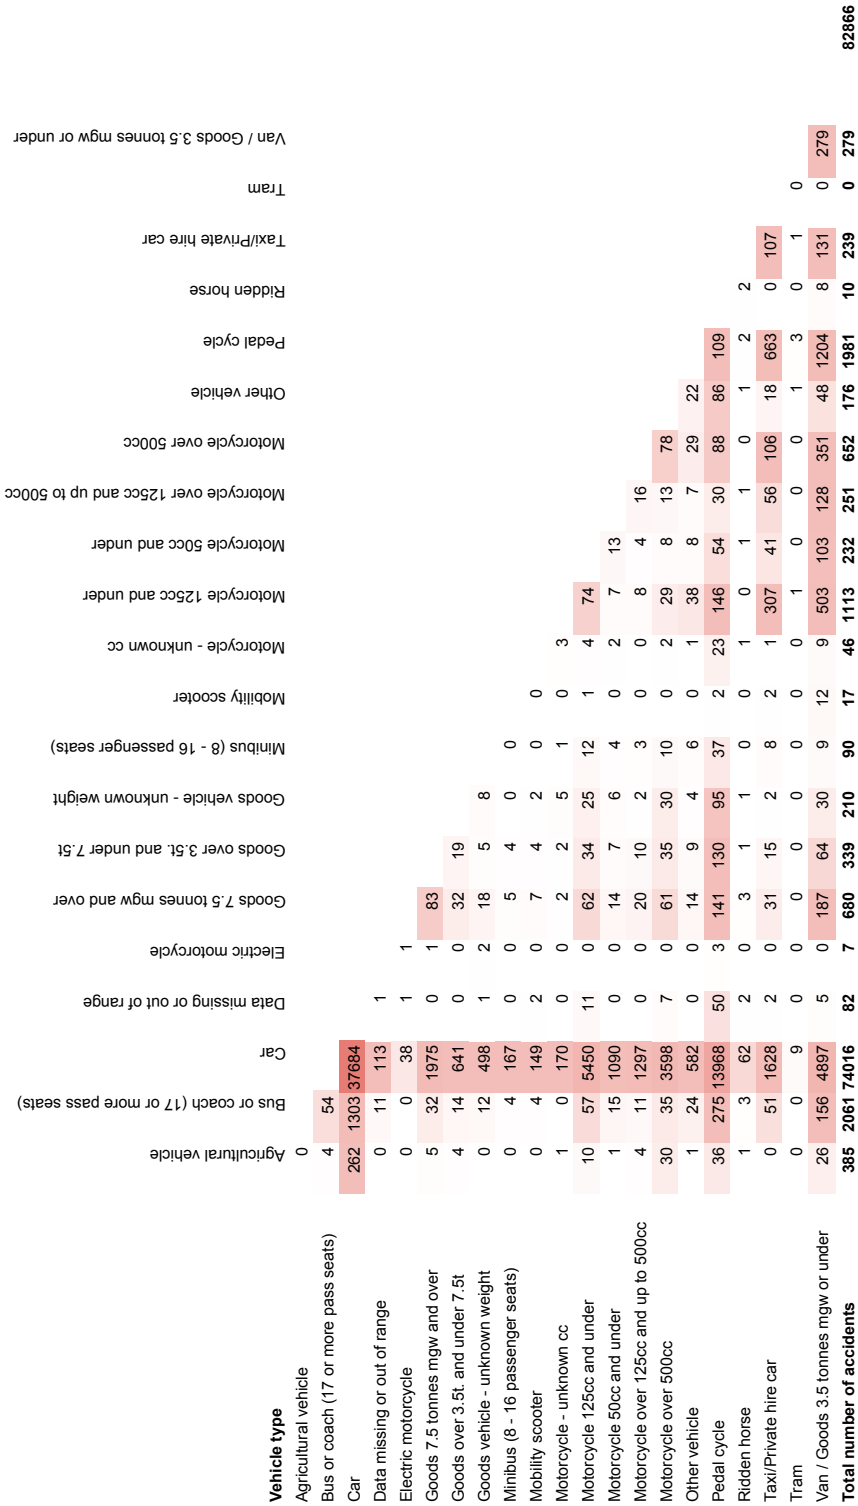 Vehicle type
Agricultural vehicle
Bus or coach (17 or more pass seats)
Car
Data missing or out of range
Electric motorcycle
Goods 7.5 tonnes mgw and over
Goods over 3.5t. and under 7.5t
Goods vehicle - unknown weight
Minibus (8 - 16 passenger seats)
Mobility scooter
Motorcycle - unknown cc
Motorcycle 125cc and under
Motorcycle 50cc and under
Motorcycle over 125cc and up to 500cc
Motorcycle over 500cc
Other vehicle
Pedal cycle
Ridden horse
Taxi/Private hire car
Tram
Van / Goods 3.5 tonnes mgw or under
Agricultural vehicle 0
Bus or coach (17 or more pass seats) 4 54
Car 262 1303 37684
Data missing or out of range 0 11 113 1
Electric motorcycle 0 0 38 1 1
Goods 7.5 tonnes mgw and over 5 32 1975 0 1 83
Goods over 3.5t. and under 7.5t 4 14 641 0 0 32 19
Goods vehicle - unknown weight 0 12 498 1 2 18 5 8
Minibus (8 - 16 passenger seats) 0 4 167 0 0 5 4 0 0
Mobility scooter 0 4 149 2 0 7 4 2 0 0
Motorcycle - unknown cc 1 0 170 0 0 2 2 5 1 0 3
Motorcycle 125cc and under 10 57 5450 11 0 62 34 25 12 1 4 74
Motorcycle 50cc and under 1 15 1090 0 0 14 7 6 4 0 2 7 13
Motorcycle over 125cc and up to 500cc 4 11 1297 0 0 20 10 2 3 0 0 8 4 16
Motorcycle over 500cc 30 35 3598 7 0 61 35 30 10 0 2 29 8 13 78
Other vehicle 1 24 582 0 0 14 9 4 6 0 1 38 8 7 29 22
Pedal cycle 36 275 13968 50 3 141 130 95 37 2 23 146 54 30 88 86 109
Ridden horse 1 3 62 2 0 3 1 1 0 0 1 0 1 1 0 1 2 2
Taxi/Private hire car 0 51 1628 2 0 31 15 2 8 2 1 307 41 56 106 18 663 0 107
Tram 0 0 9 0 0 0 0 0 0 0 0 1 0 0 0 1 3 0 1 0
Van / Goods 3.5 tonnes mgw or under 26 156 4897 5 0 187 64 30 9 12 9 503 103 128 351 48 1204 8 131 0 279
Total number of accidents 385 2061 74016 82 7 680 339 210 90 17 46 1113 232 251 652 176 1981 10 239 0 279 82866